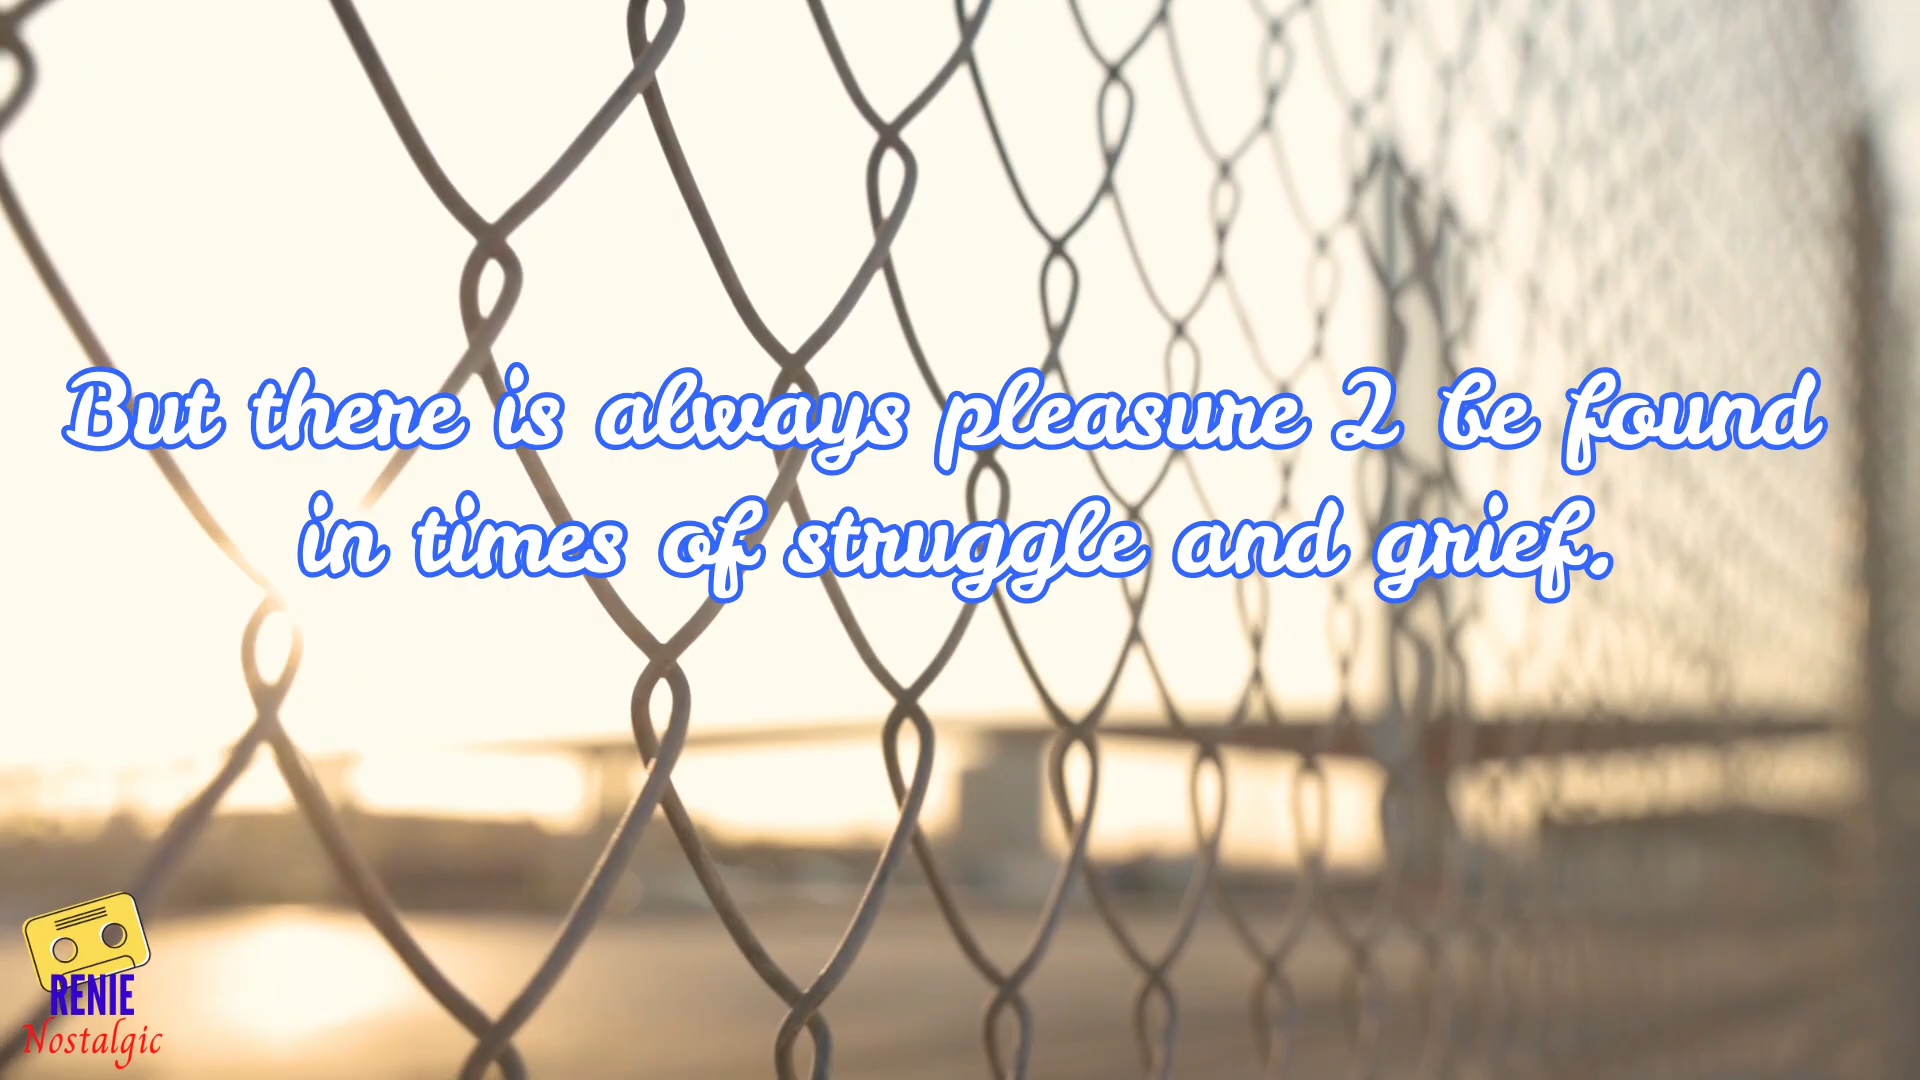 But there is always pleasure 2 be found
in times of struggle and grief.
RENIE
Nostalgic